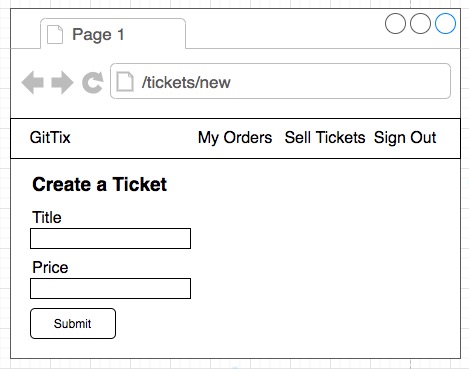 Page 1
/tickets/new
GitTix My Orders Sell Tickets Sign Out
Create a Ticket
Title
Price
Submit